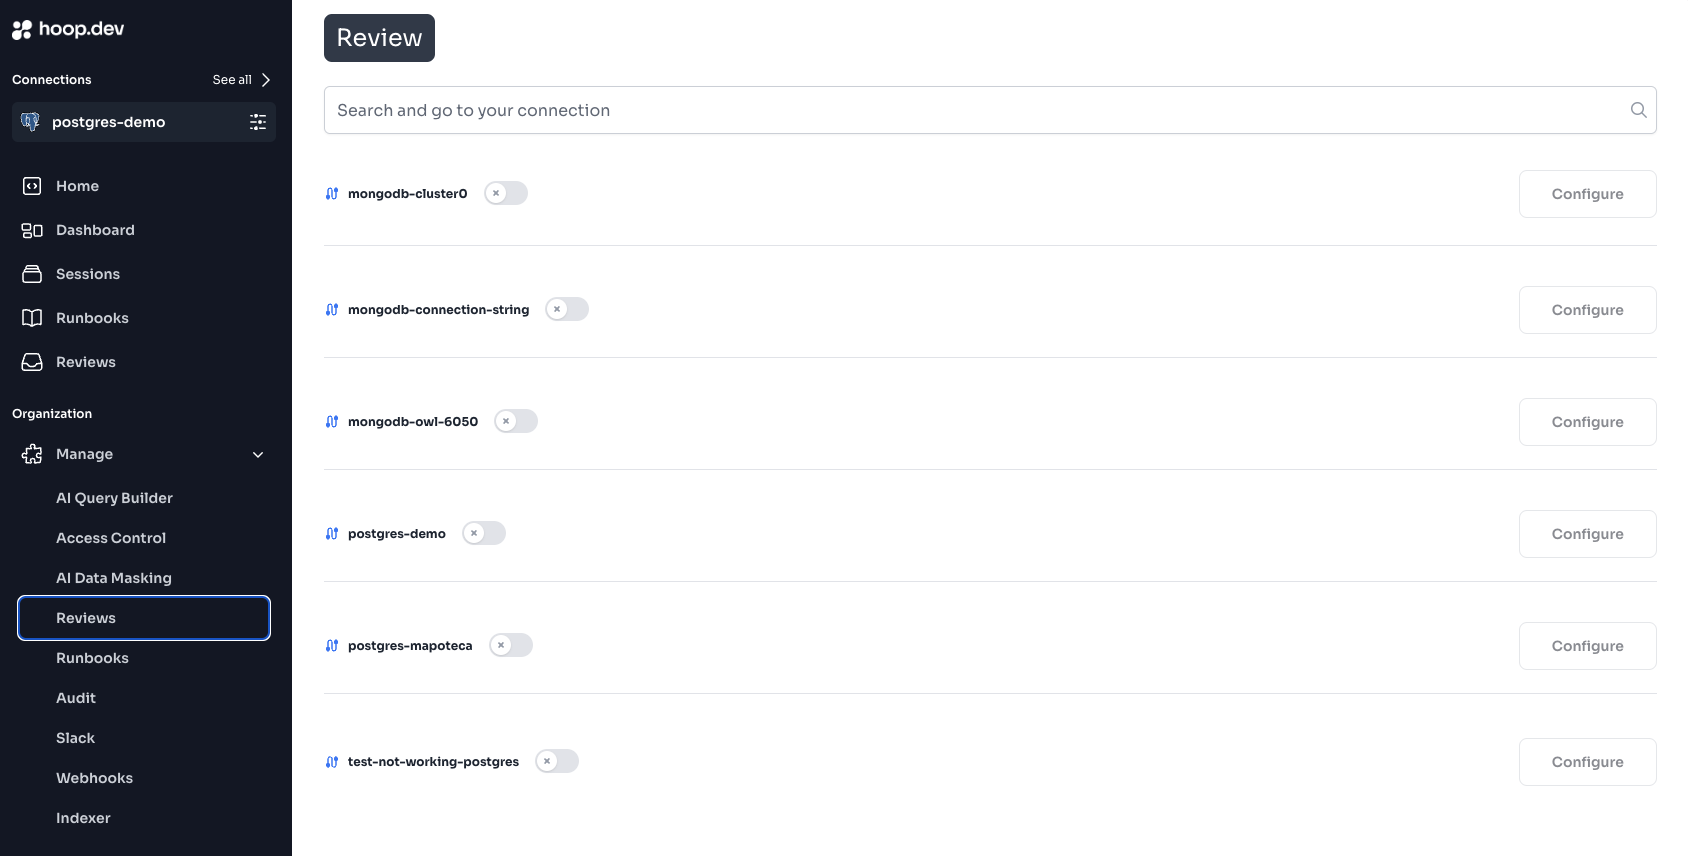 hoop.dev
Connections
See all
postgres-demo
Home
Dashboard
Sessions
Runbooks
Reviews
Organization
Manage
AI Query Builder
Access Control
AI Data Masking
Reviews
Runbooks
Audit
Slack
Webhooks
Indexer
Review
Search and go to your connection
mongodb-cluster0
Configure
mongodb-connection-string
Configure
mongodb-owl-6050
Configure
postgres-demo
Configure
postgres-mapoteca
Configure
test-not-working-postgres
Configure